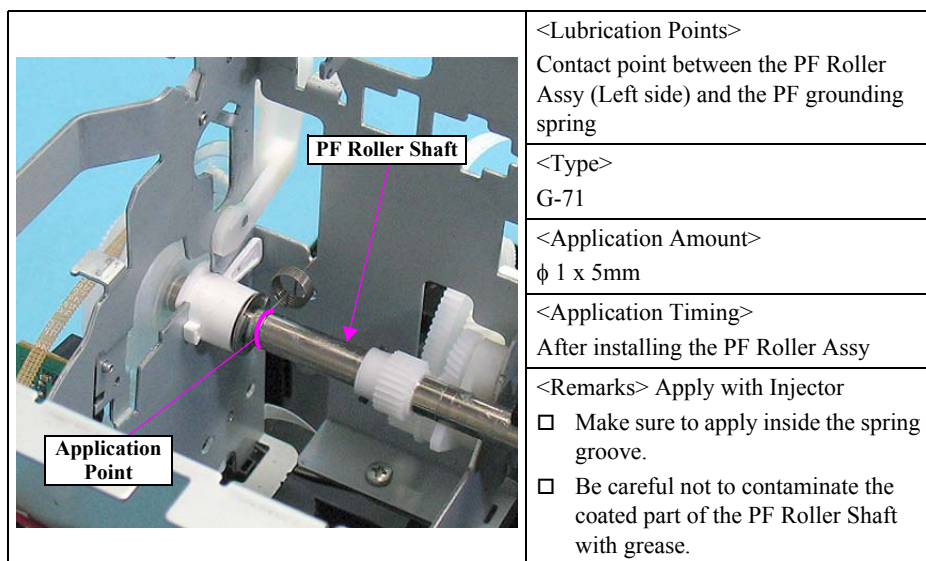 PF Roller Shaft
Application
Point
<Lubrication Points>
Contact point between the PF Roller
Assy (Left side) and the PF grounding
spring
<Type>
G-71
<Application Amount>
ϕ 1 x 5mm
<Application Timing>
After installing the PF Roller Assy
<Remarks> Apply with Injector
□ Make sure to apply inside the spring
groove.
□ Be careful not to contaminate the
coated part of the PF Roller Shaft
with grease.